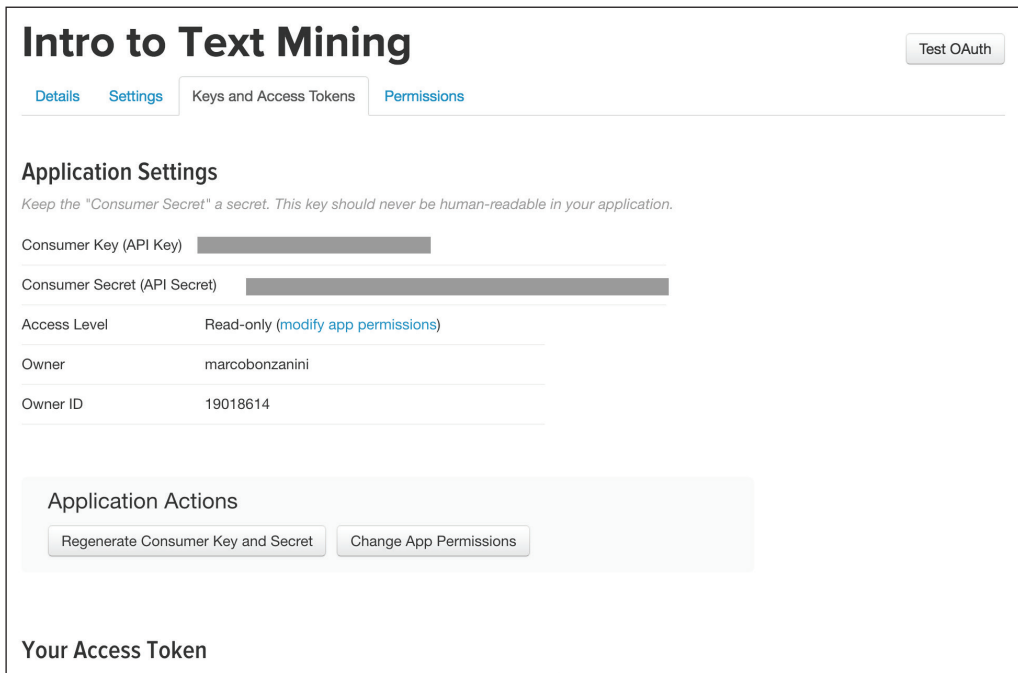 Intro to Text Mining
Test OAuth
Details Settings Keys and Access Tokens Permissions
Application Settings
Keep the "Consumer Secret" a secret. This key should never be human-readable in your application.
Consumer Key (API Key)
Consumer Secret (API Secret)
Access Level Read-only (modify app permissions)
Owner marcobonzanini
Owner ID 19018614
Application Actions
Regenerate Consumer Key and Secret Change App Permissions
Your Access Token